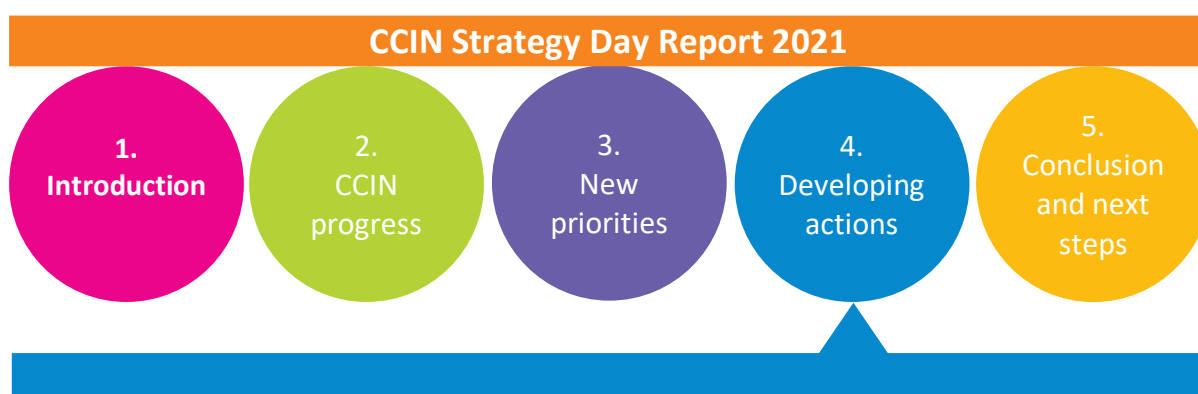 CCIN Strategy Day Report 2021
1.
Introduction
2.
CCIN
progress
3.
New
priorities
4.
Developing
actions
5.
Conclusion
and next
steps